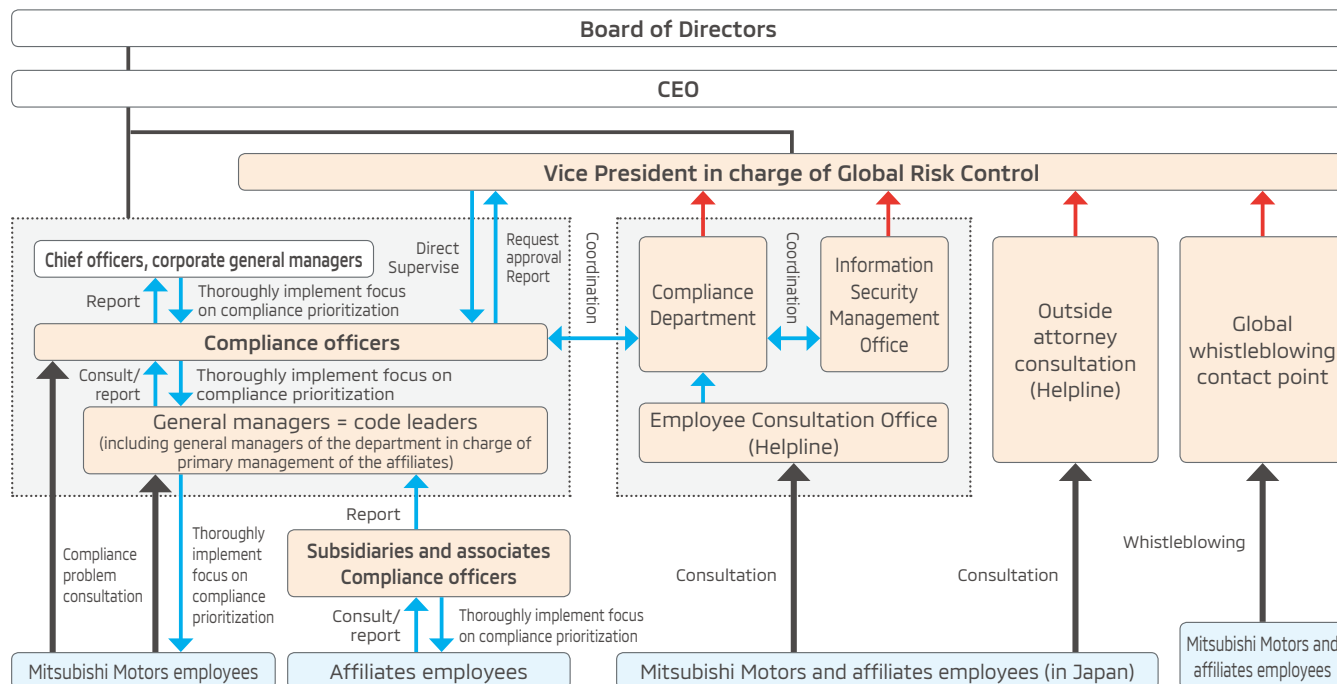 Board of Directors
CEO
Vice President in charge of Global Risk Control
Chief officers, corporate general managers
Report
Thoroughly implement focus
on compliance prioritization
Direct
Supervise
Request
approval
Report
Coordination
Compliance officers
Consult/
report
Thoroughly implement focus on
compliance prioritization
General managers = code leaders
(including general managers of the department in charge of
primary management of the affiliates)
Compliance
Department
Coordination
Information
Security
Management
Office
Employee Consultation Office
(Helpline)
Outside
attorney
consultation
(Helpline)
Global
whistleblowing
contact point
Compliance
problem
consultation
Thoroughly
implement
focus on
compliance
prioritization
Report
Subsidiaries and associates
Compliance officers
Consult/
report
Thoroughly implement focus
on compliance prioritization
Consultation
Consultation
Whistleblowing
Mitsubishi Motors employees
Affiliates employees
Mitsubishi Motors and affiliates employees (in Japan)
Mitsubishi Motors and
affiliates employees